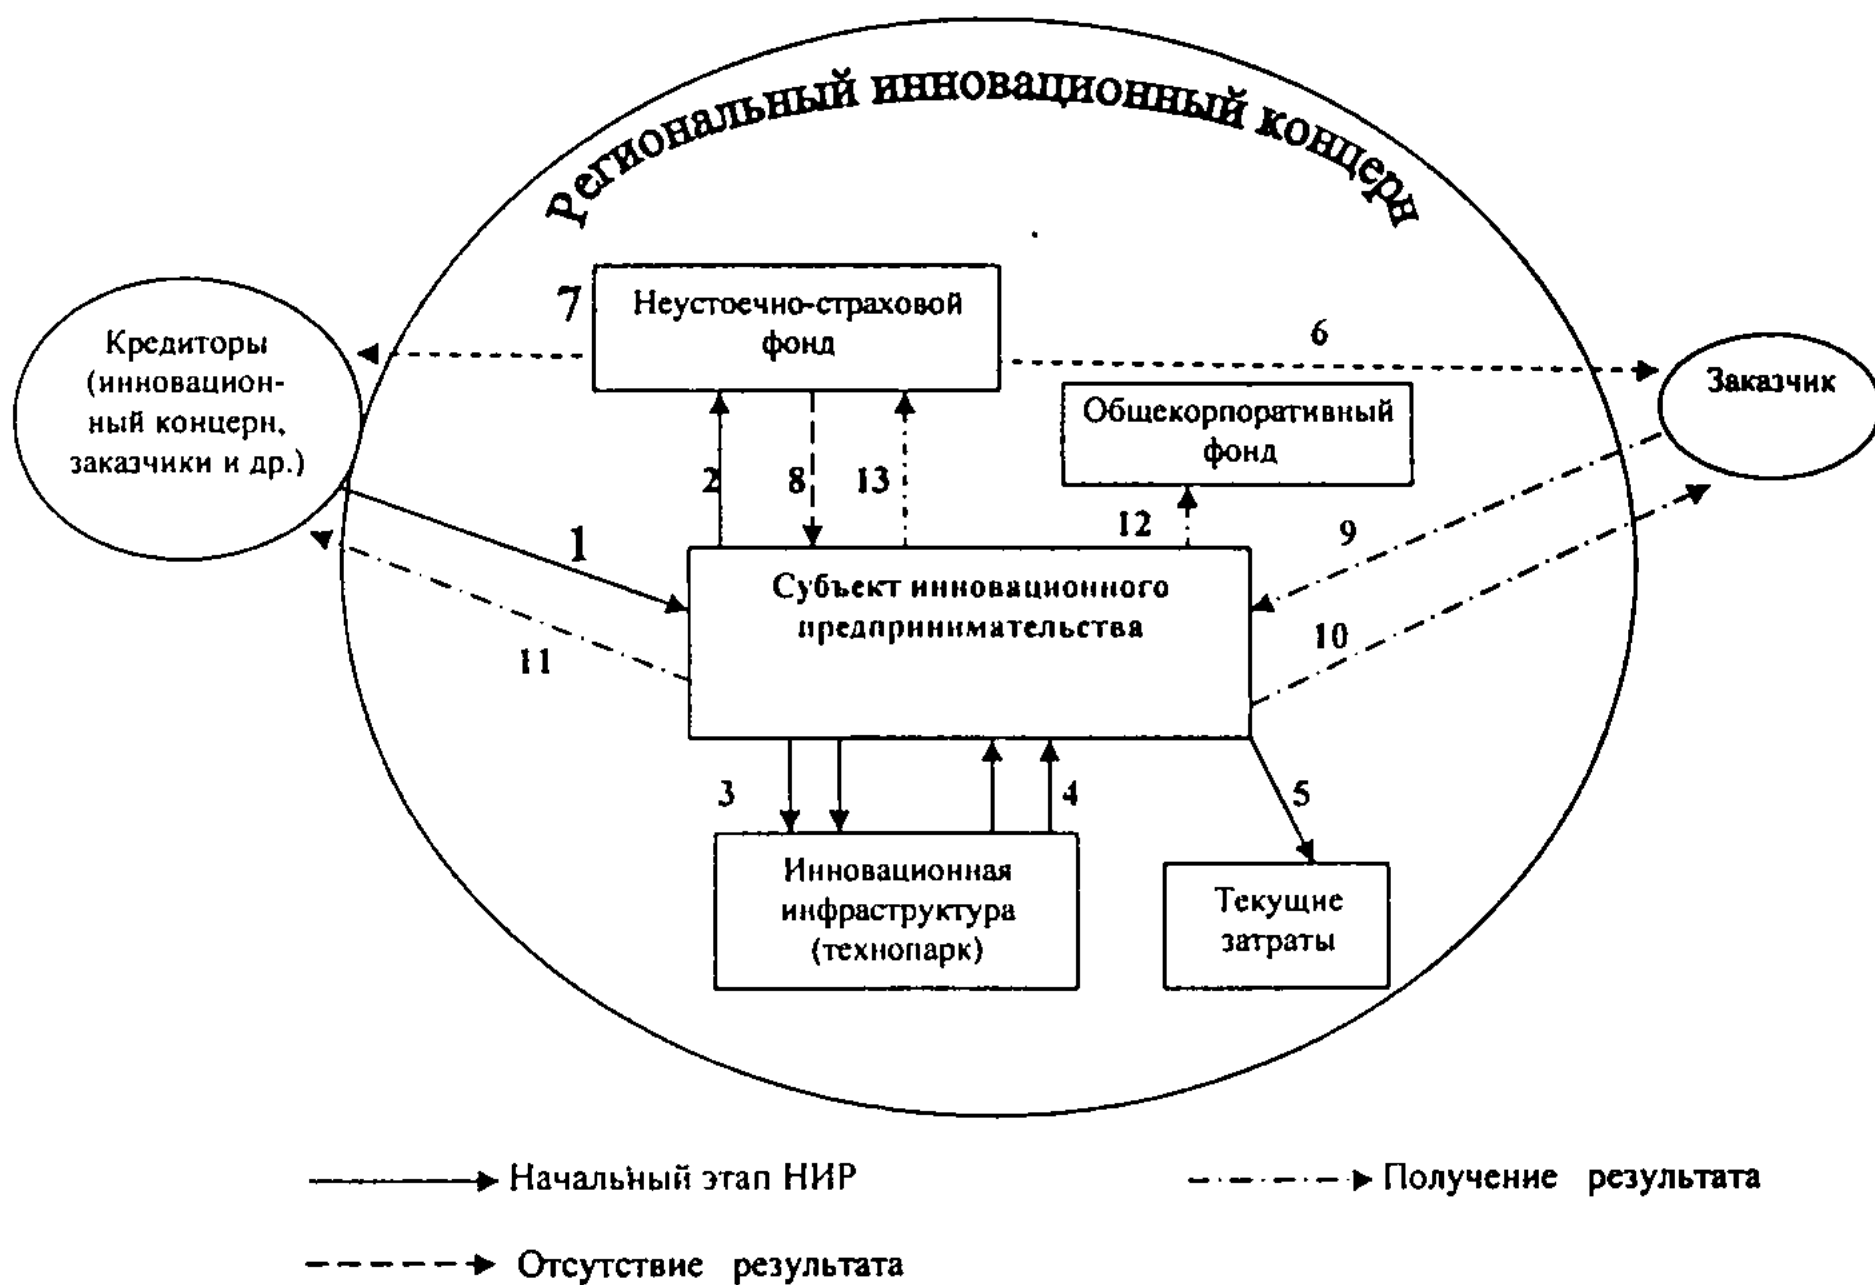 Региональный инновационный концерн
7
Неустоечно-страховой
фонд
6
Кредиторы
(инновацион-
ный концерн,
заказчики и др.)
Заказчик
Общекорпоративный
фонд
2
8
13
12
9
1
Субъект инновационного
предпринимательства
10
11
3
4
5
Инновационная
инфраструктура
(технопарк)
Текущие
затраты
Начальный этап НИР
Получение результата
Отсутствие результата